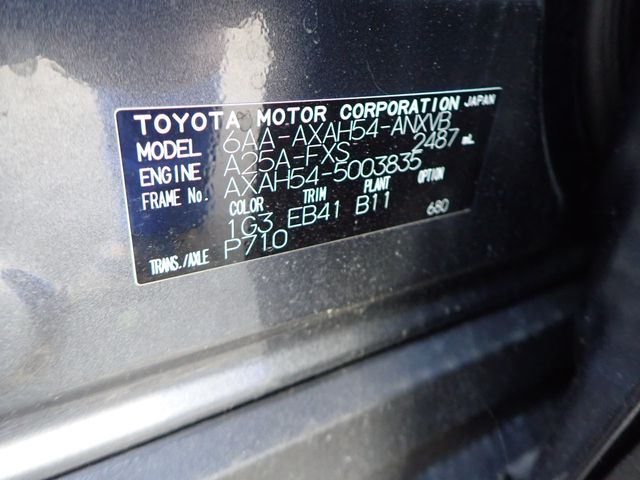 TOYOTA MOTOR CORPORATION JAPAN
MODEL 6AA-AXAH54-ANXVB
ENGINE A25A-FXS 2487 mL
FRAME No. AXAH54-5003835
COLOR TRIM PLANT OPTION
1G3 EB41 B11 680
TRANS./AXLE P710